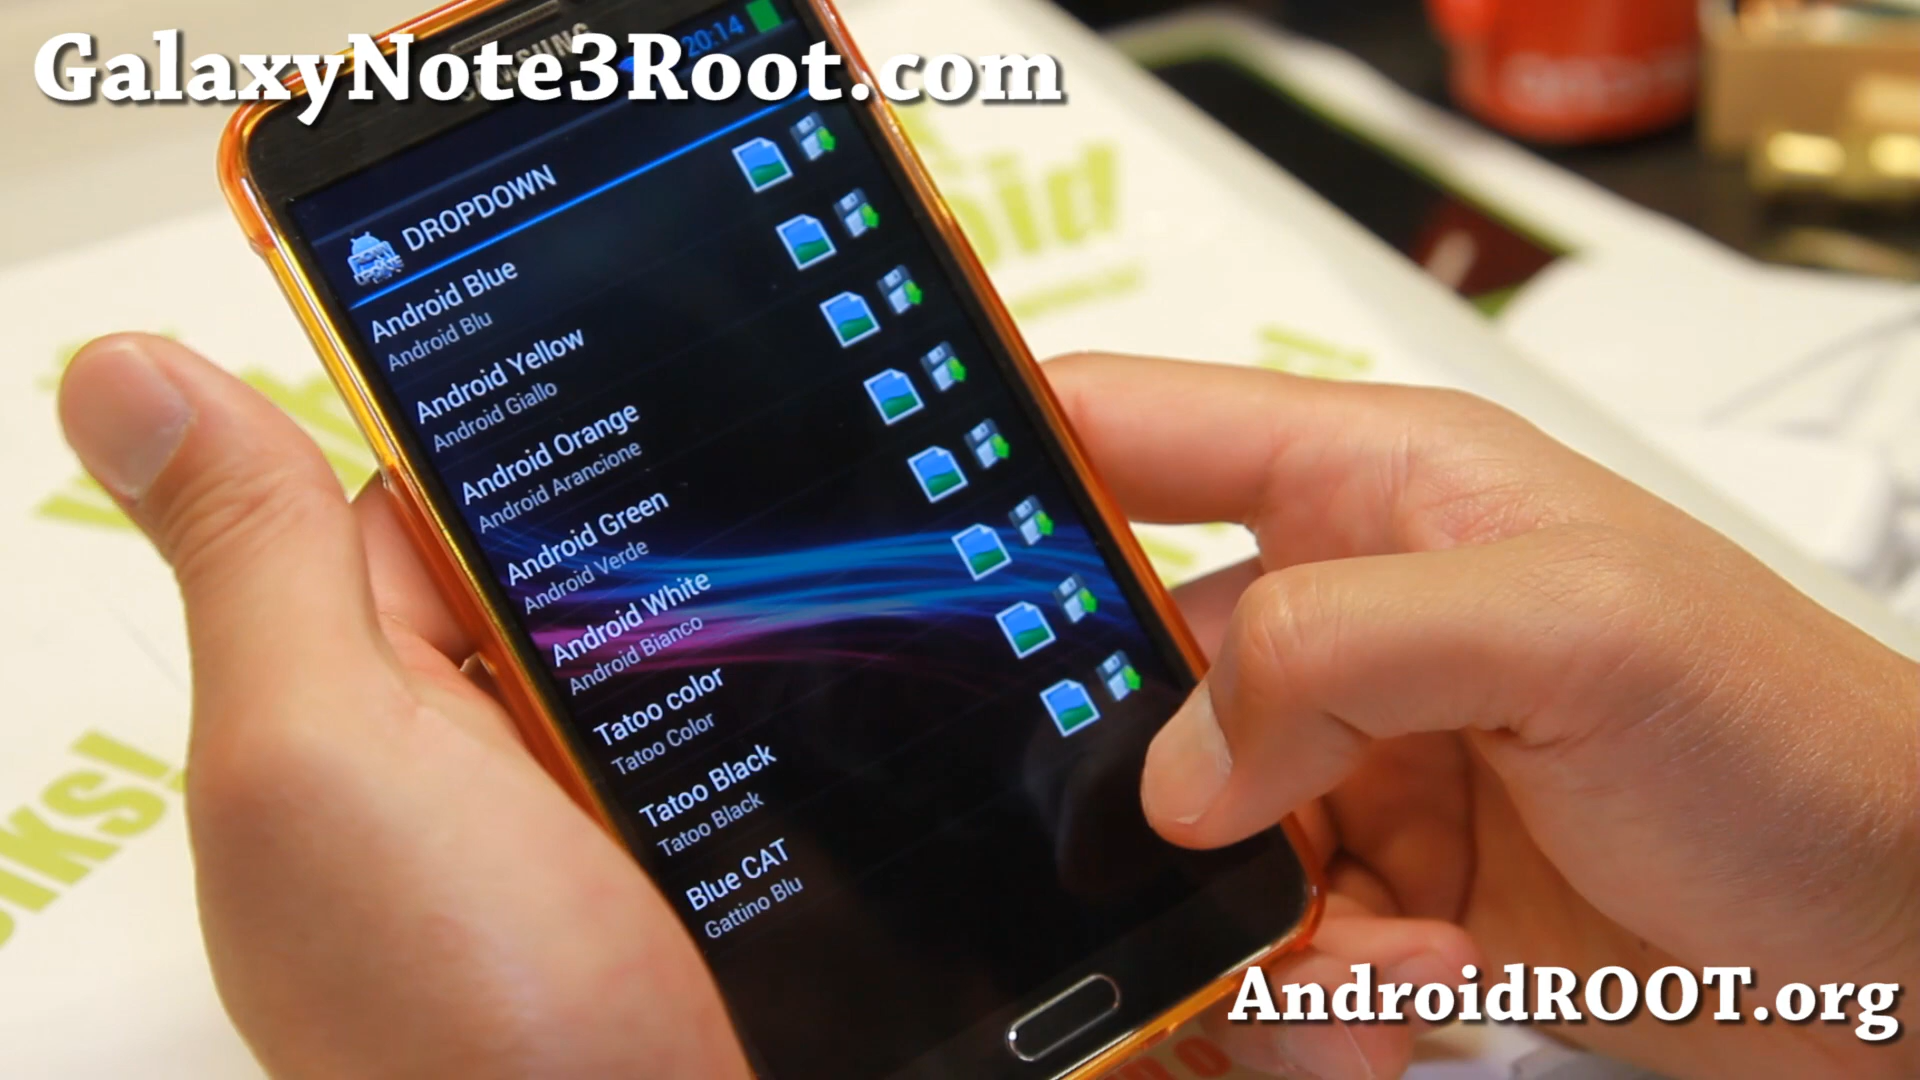 GalaxyNote3Root.com
SAMSUNG
20:14
DROPDOWN
Android Blue
Android Blu
Android Yellow
Android Giallo
Android Orange
Android Arancione
Android Green
Android Verde
Android White
Android Bianco
Tatoo color
Tatoo Color
Tatoo Black
Tatoo Black
Blue CAT
Gattino Blu
AndroidROOT.org